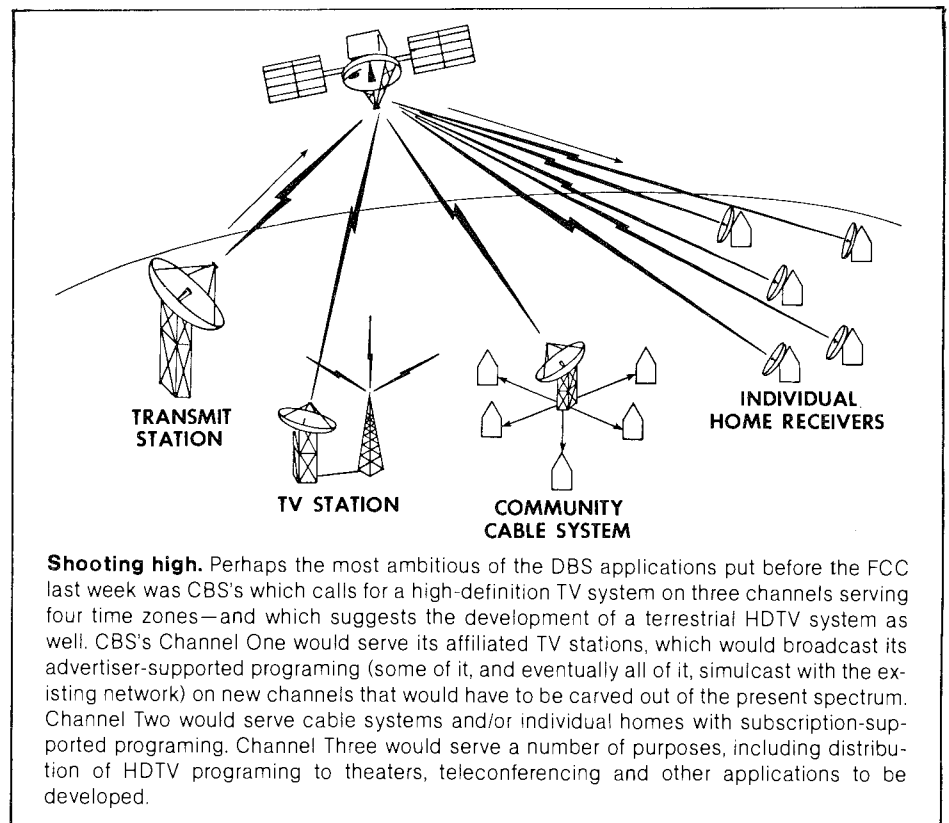 TRANSMIT
STATION
TV STATION
COMMUNITY
CABLE SYSTEM
INDIVIDUAL
HOME RECEIVERS
Shooting high. Perhaps the most ambitious of the DBS applications put before the FCC
last week was CBS's which calls for a high-definition TV system on three channels serving
four time zones—and which suggests the development of a terrestrial HDTV system as
well. CBS's Channel One would serve its affiliated TV stations, which would broadcast its
advertiser-supported programing (some of it, and eventually all of it, simulcast with the ex-
isting network) on new channels that would have to be carved out of the present spectrum.
Channel Two would serve cable systems and/or individual homes with subscription-sup-
ported programing. Channel Three would serve a number of purposes, including distribu-
tion of HDTV programing to theaters, teleconferencing and other applications to be
developed.